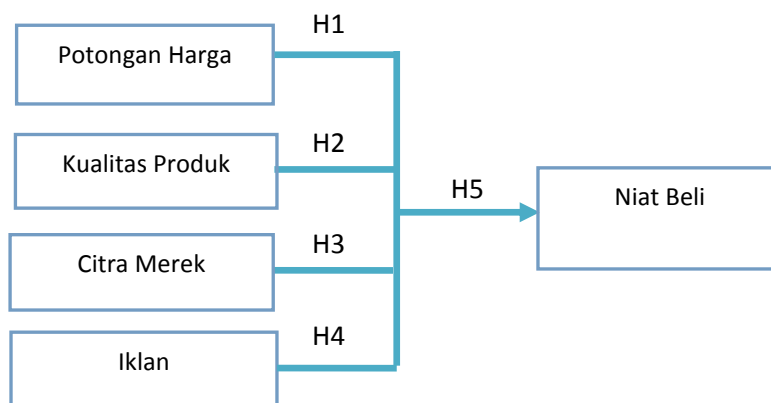 H1
Potongan Harga
H2
Kualitas Produk
H5
Niat Beli
H3
Citra Merek
H4
Iklan